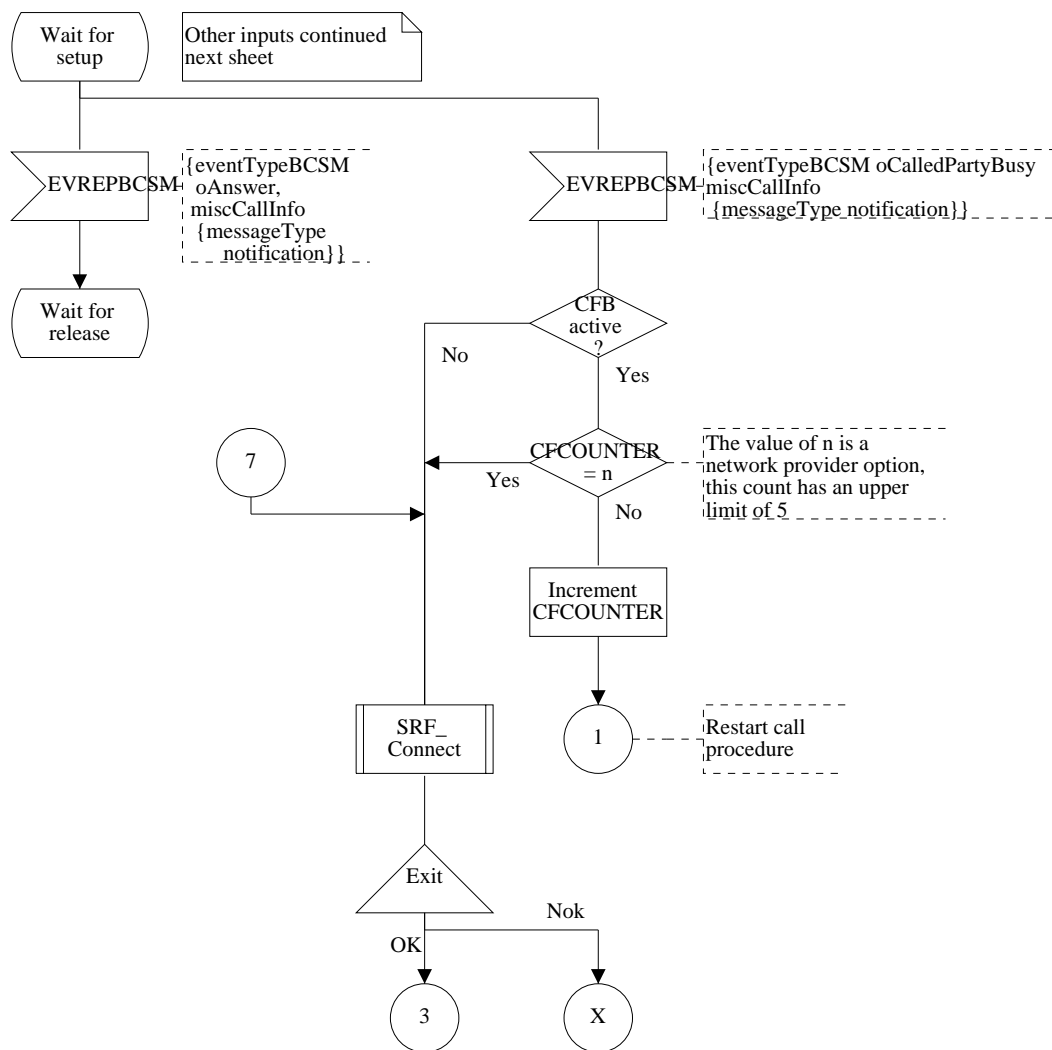 Wait for
setup
Other inputs continued
next sheet
EVREPBCSM
{eventTypeBCSM
oAnswer,
miscCallInfo
{messageType
notification}}
EVREPBCSM
{eventTypeBCSM oCalledPartyBusy
miscCallInfo
{messageType notification}}
Wait for
release
CFB
active
?
No
Yes
7
CFCOUNTER
= n
Yes
No
The value of n is a
network provider option,
this count has an upper
limit of 5
Increment
CFCOUNTER
SRF_
Connect
1
Restart call
procedure
Exit
Nok
OK
3
X